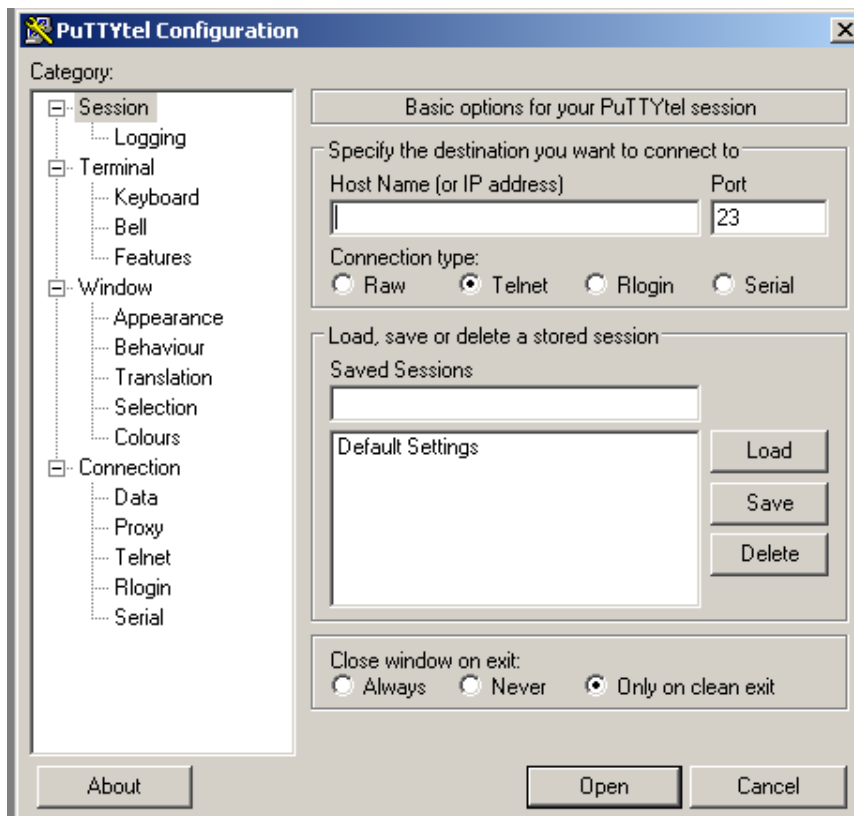 PuTTYtel Configuration
Category:
Session
Logging
Terminal
Keyboard
Bell
Features
Window
Appearance
Behaviour
Translation
Selection
Colours
Connection
Data
Proxy
Telnet
Rlogin
Serial
Basic options for your PuTTYtel session
Specify the destination you want to connect to
Host Name (or IP address) Port
23
Connection type:
Raw Telnet Rlogin Serial
Load, save or delete a stored session
Saved Sessions
Default Settings
Load
Save
Delete
Close window on exit:
Always Never Only on clean exit
About Open Cancel